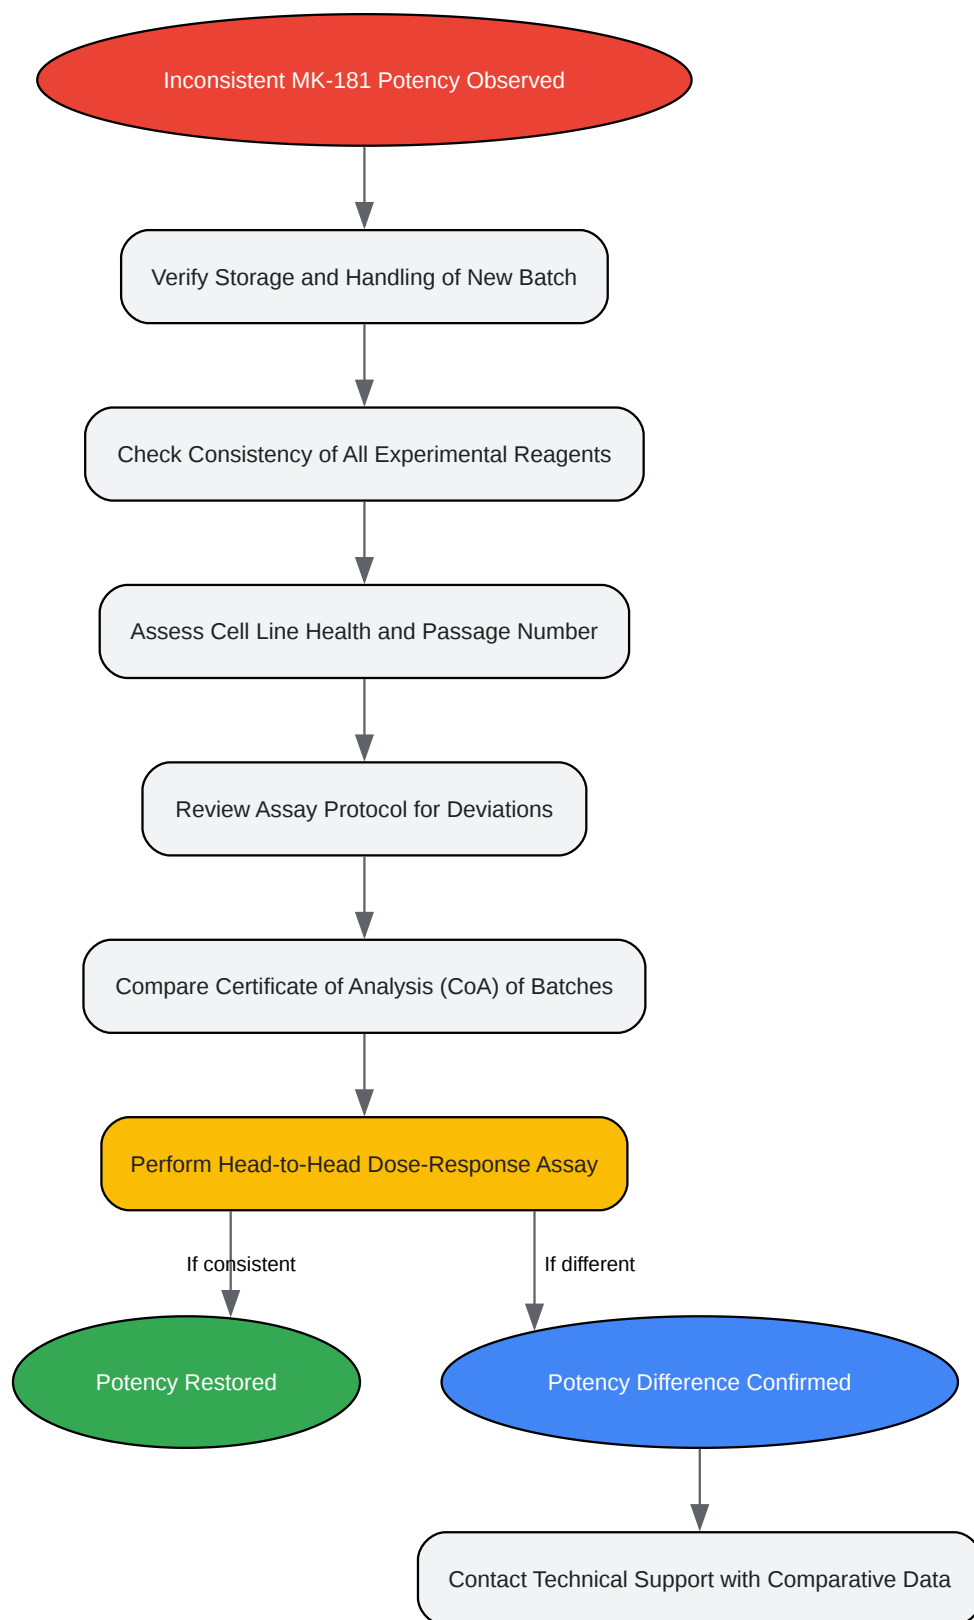 Inconsistent MK-181 Potency Observed
Verify Storage and Handling of New Batch
Check Consistency of All Experimental Reagents
Assess Cell Line Health and Passage Number
Review Assay Protocol for Deviations
Compare Certificate of Analysis (CoA) of Batches
Perform Head-to-Head Dose-Response Assay
If consistent
If different
Potency Restored
Potency Difference Confirmed
Contact Technical Support with Comparative Data